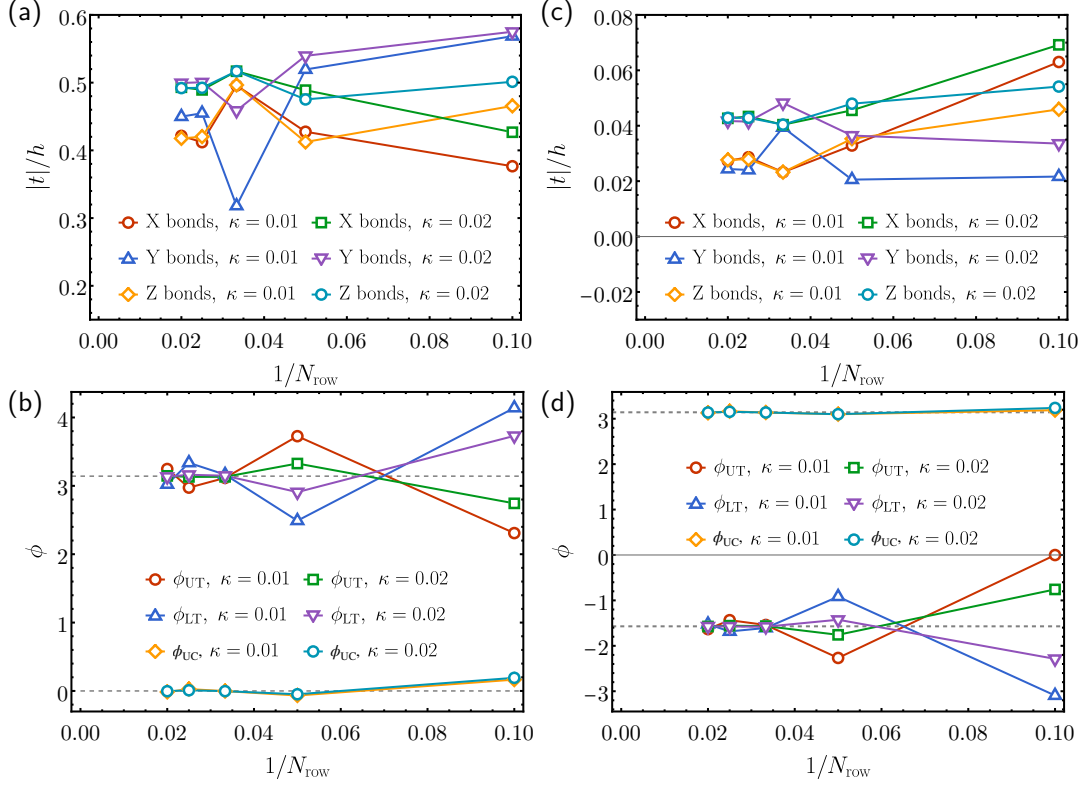 (a)
|t|/h
0.6
0.5
0.4
0.3
0.2
X bonds, κ = 0.01
X bonds, κ = 0.02
Y bonds, κ = 0.01
Y bonds, κ = 0.02
Z bonds, κ = 0.01
Z bonds, κ = 0.02
0.00 0.02 0.04 0.06 0.08 0.10
1/N_row
(c)
|t|/h
0.08
0.06
0.04
0.02
0.00
−0.02
X bonds, κ = 0.01
X bonds, κ = 0.02
Y bonds, κ = 0.01
Y bonds, κ = 0.02
Z bonds, κ = 0.01
Z bonds, κ = 0.02
0.00 0.02 0.04 0.06 0.08 0.10
1/N_row
(b)
ϕ
4
3
2
1
0
ϕ_UT, κ = 0.01
ϕ_UT, κ = 0.02
ϕ_LT, κ = 0.01
ϕ_LT, κ = 0.02
ϕ_UC, κ = 0.01
ϕ_UC, κ = 0.02
0.00 0.02 0.04 0.06 0.08 0.10
1/N_row
(d)
ϕ
3
2
1
0
−1
−2
−3
ϕ_UT, κ = 0.01
ϕ_UT, κ = 0.02
ϕ_LT, κ = 0.01
ϕ_LT, κ = 0.02
ϕ_UC, κ = 0.01
ϕ_UC, κ = 0.02
0.00 0.02 0.04 0.06 0.08 0.10
1/N_row